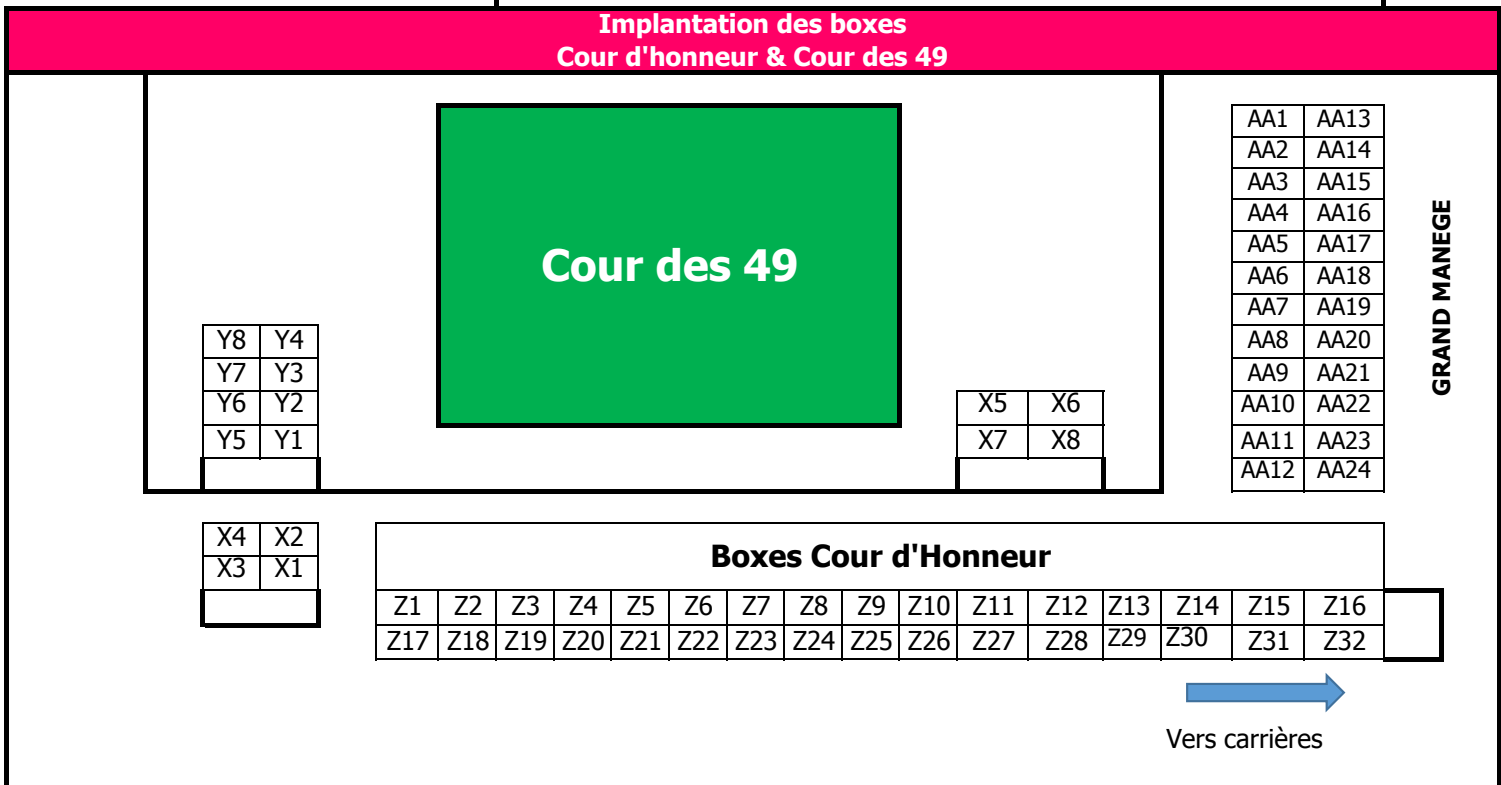 Implantation des boxes
Cour d'honneur & Cour des 49
Cour des 49
AA1 AA13
AA2 AA14
AA3 AA15
AA4 AA16
AA5 AA17
AA6 AA18
AA7 AA19
AA8 AA20
AA9 AA21
AA10 AA22
AA11 AA23
AA12 AA24
GRAND MANEGE
Y8 Y4
Y7 Y3
Y6 Y2
Y5 Y1
X5 X6
X7 X8
X4 X2
X3 X1
Boxes Cour d'Honneur
Z1 Z2 Z3 Z4 Z5 Z6 Z7 Z8 Z9 Z10 Z11 Z12 Z13 Z14 Z15 Z16
Z17 Z18 Z19 Z20 Z21 Z22 Z23 Z24 Z25 Z26 Z27 Z28 Z29 Z30 Z31 Z32
Vers carrières